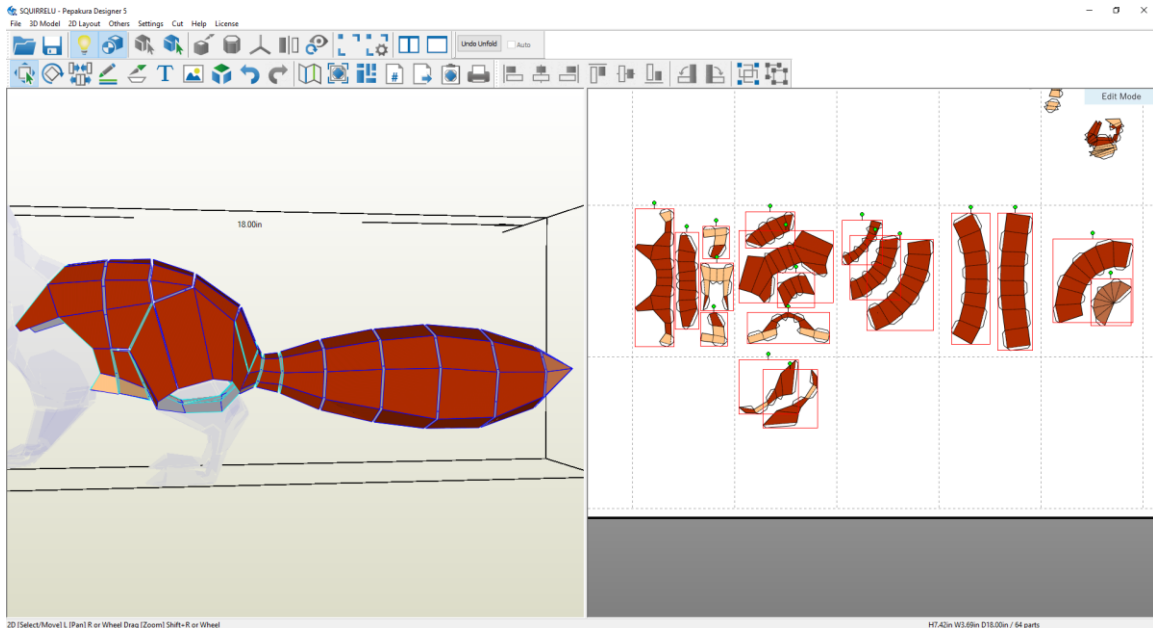 SQUIRRELU - Pepakura Designer 5
File 3D Model 2D Layout Others Settings Cut Help License
Undo Unfold Auto
T #
Edit Mode
18.00in
2D [Select/Move] L [Pan] R or Wheel Drag [Zoom] Shift+R or Wheel
H7.42in W3.69in D18.00in / 64 parts